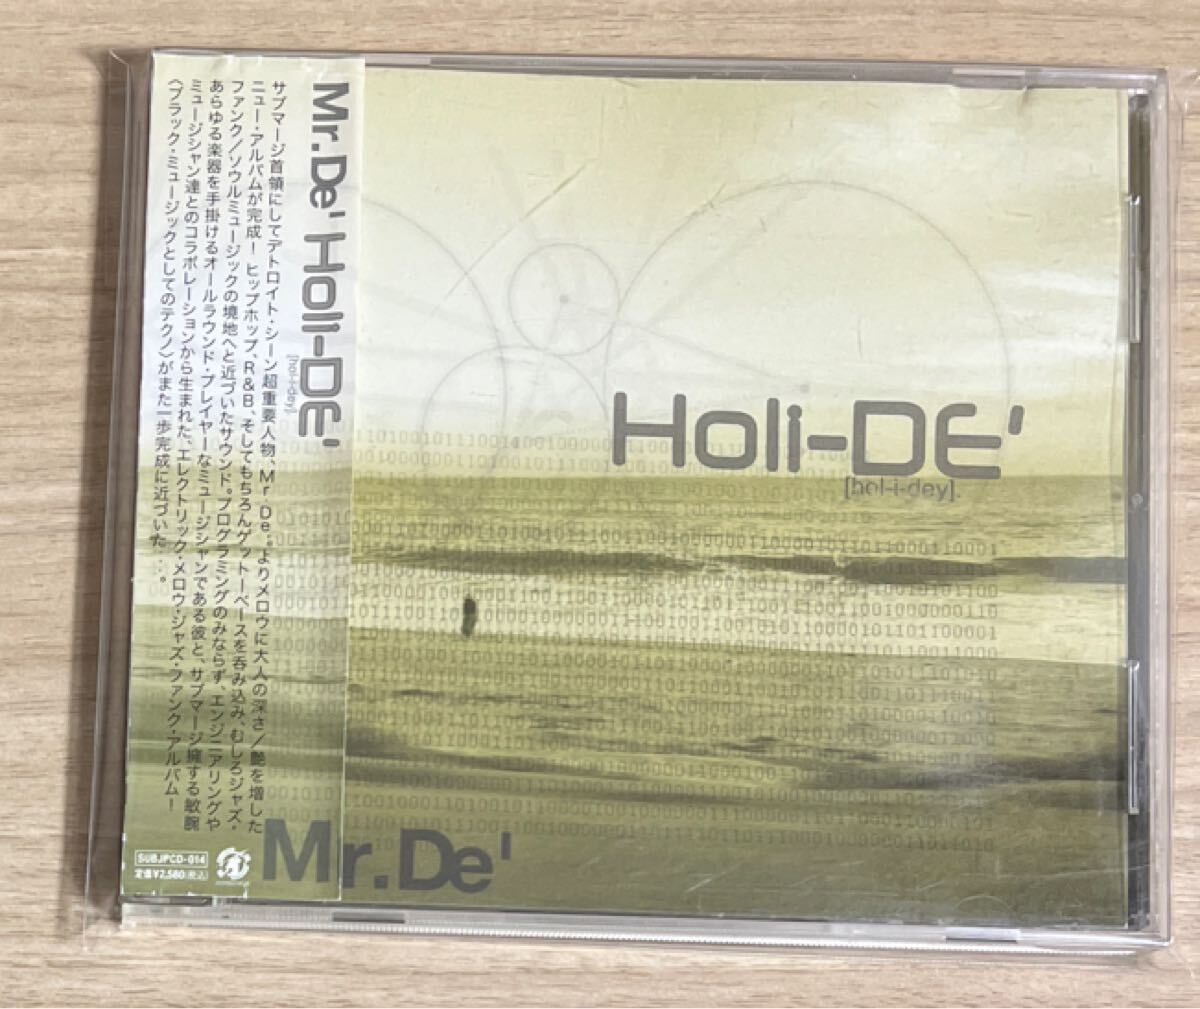 Mr.De' Holi-DE'
[hol-i-dey].
サブマージ首領にしてデトロイト・シーン超重要人物、Mr De'よりメロウに大人の深さ/艶を増した
ニュー・アルバムが完成! ヒップホップ、R&B、そしてもちろんゲットーベースを呑み込み、むしろジャズ・
ファンク/ソウルミュージックの境地へと近づいたサウンド。プログラミングのみならず、エンジニアリングや
あらゆる楽器を手掛けるオールラウンド・プレイヤーなミュージシャンである彼と、サブマージ擁する敏腕
ミュージシャン達とのコラボレーションから生まれた、エレクトリック・メロウ・ジャズ・ファンク・アルバム!
〈ブラック・ミュージックとしてのテクノ〉がまた一歩完成に近づいた…。
SUBJPCD-014
定価¥2,580(税込)
Holi-DE'
[hol-i-dey].
Mr.De'